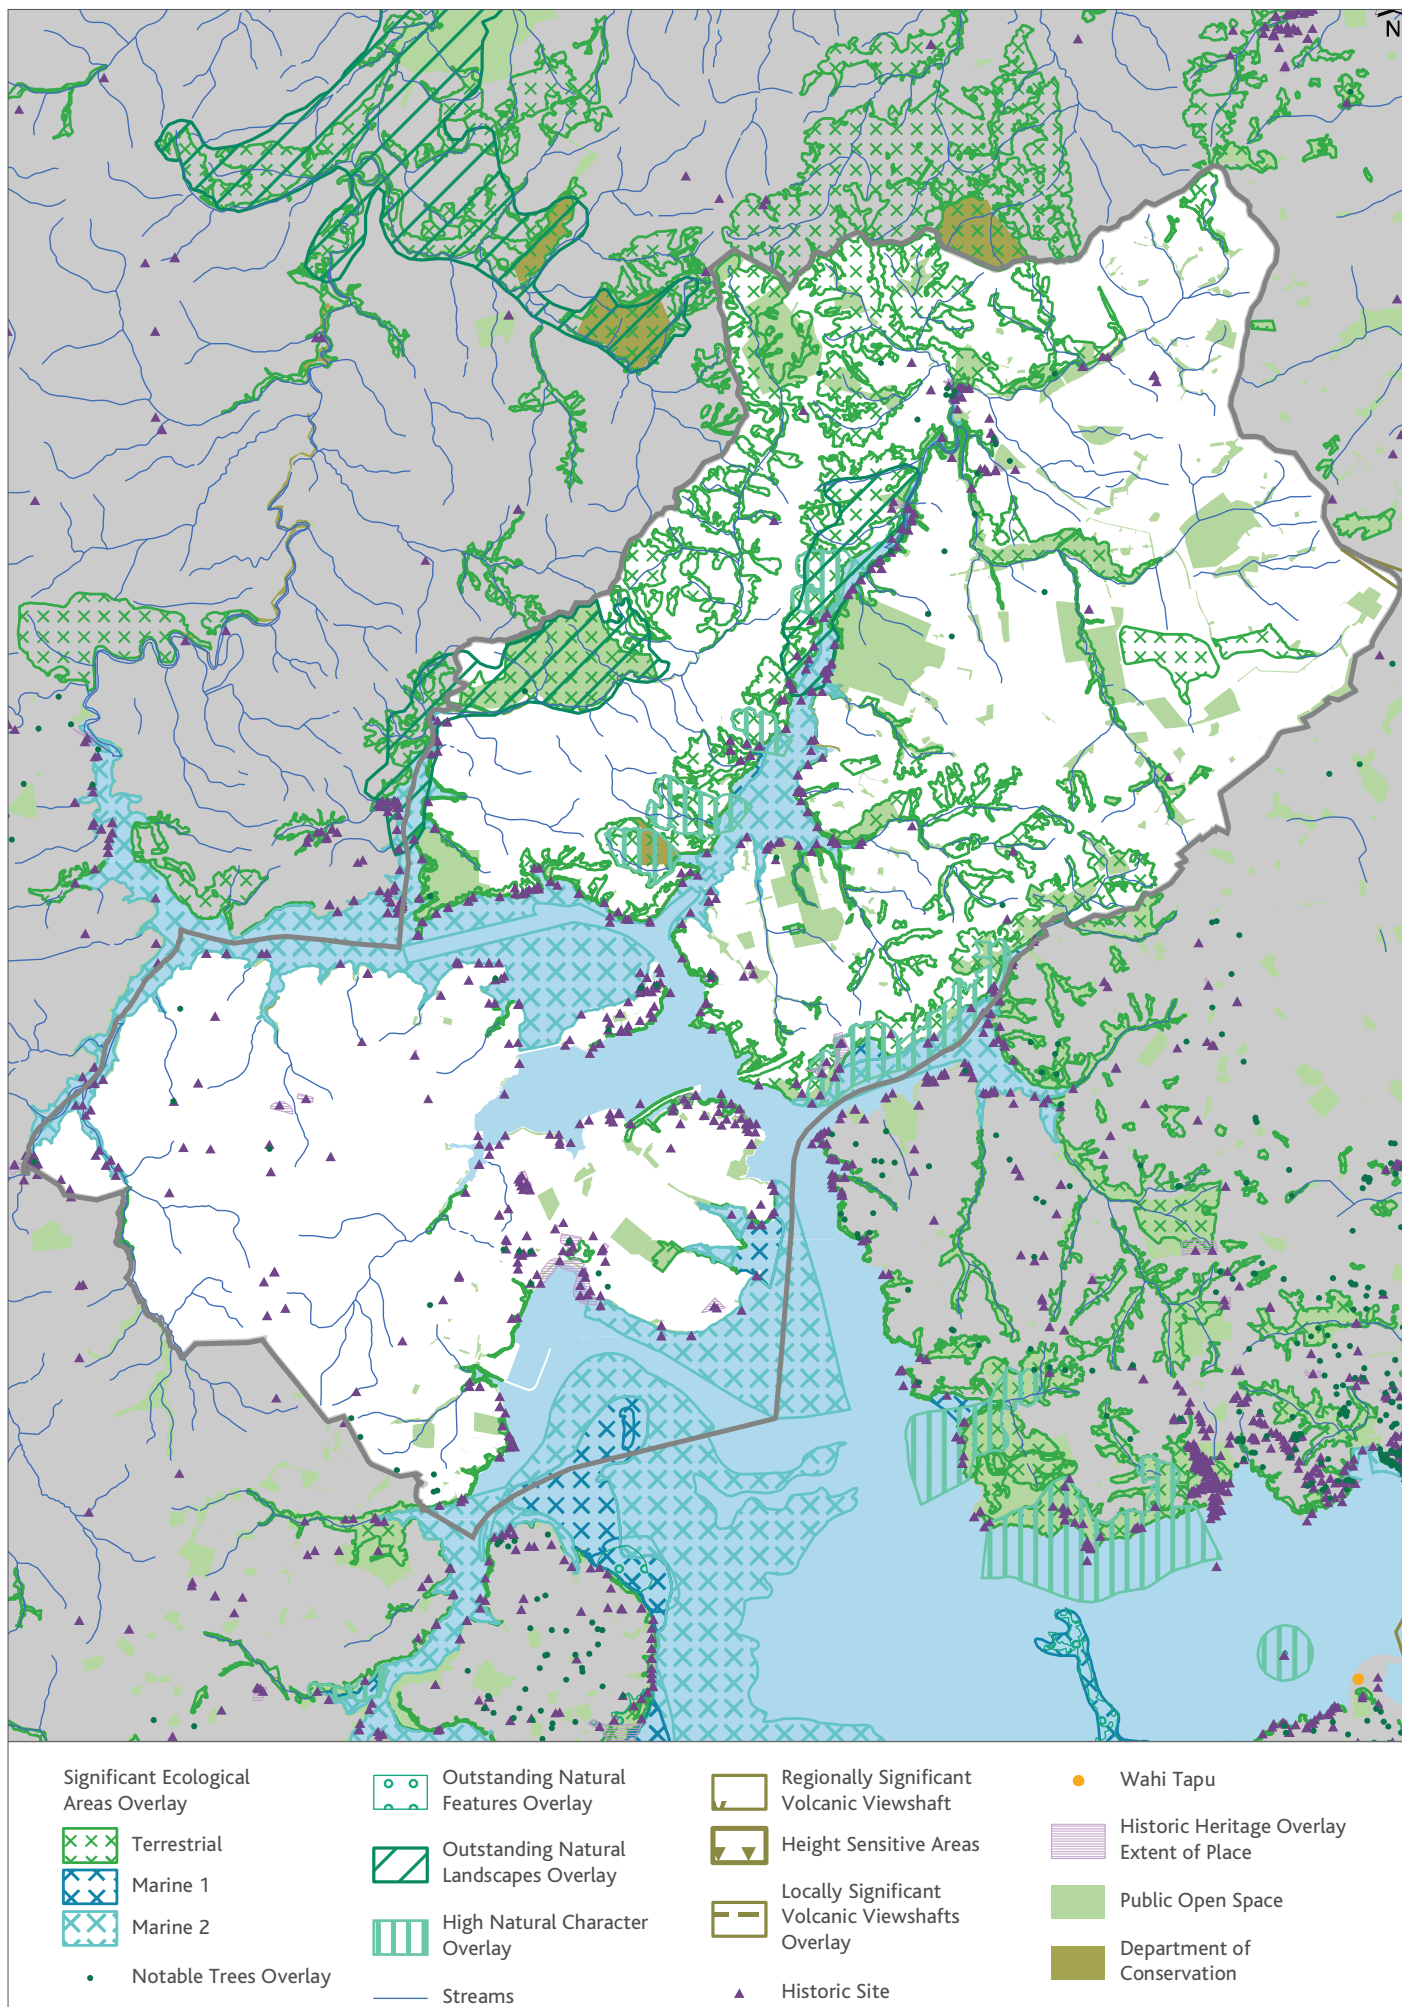 N
Significant Ecological
Areas Overlay
Terrestrial
Marine 1
Marine 2
Notable Trees Overlay
Outstanding Natural
Features Overlay
Outstanding Natural
Landscapes Overlay
High Natural Character
Overlay
Streams
Regionally Significant
Volcanic Viewshaft
Height Sensitive Areas
Locally Significant
Volcanic Viewshafts
Overlay
Historic Site
Wahi Tapu
Historic Heritage Overlay
Extent of Place
Public Open Space
Department of
Conservation